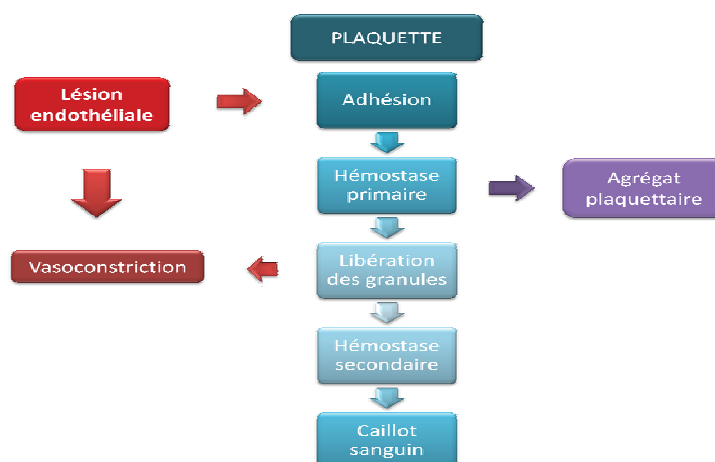 PLAQUETTE
Lésion
endothéliale
Adhésion
Hémostase
primaire
Agrégat
plaquettaire
Vasoconstriction
Libération
des granules
Hémostase
secondaire
Caillot
sanguin